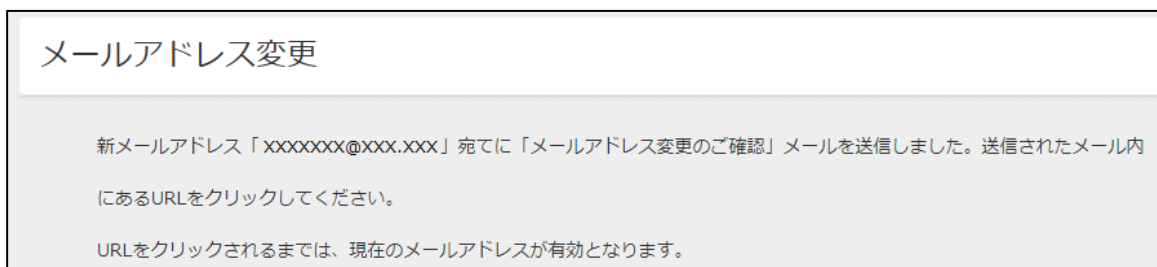 メールアドレス変更
新メールアドレス「 XXXXXXX@XXX.XXX 」宛てに「メールアドレス変更のご確認」メールを送信しました。送信されたメール内
にあるURLをクリックしてください。
URLをクリックされるまでは、現在のメールアドレスが有効となります。